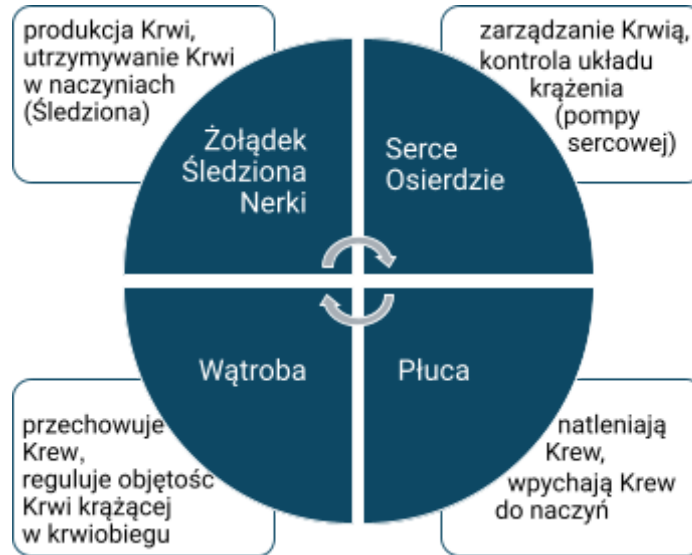 produkcja Krwi,
utrzymywanie Krwi
w naczyniach
(Śledziona)
zarządzanie Krwią,
kontrola układu
krążenia
(pompy
sercowej)
Żołądek
Śledziona
Nerki
Serce
Osierdzie
Wątroba
Płuca
przechowuje
Krew,
reguluje objętośc
Krwi krążącej
w krwiobiegu
natleniają
Krew,
wpychają Krew
do naczyń